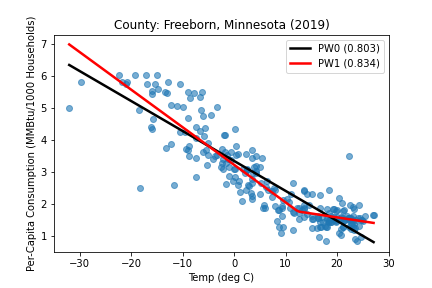 County: Freeborn, Minnesota (2019)
PW0 (0.803)
PW1 (0.834)
Per-Capita Consumption (MMBtu/1000 Households)
7
6
5
4
3
2
1
−30 −20 −10 0 10 20 30
Temp (deg C)